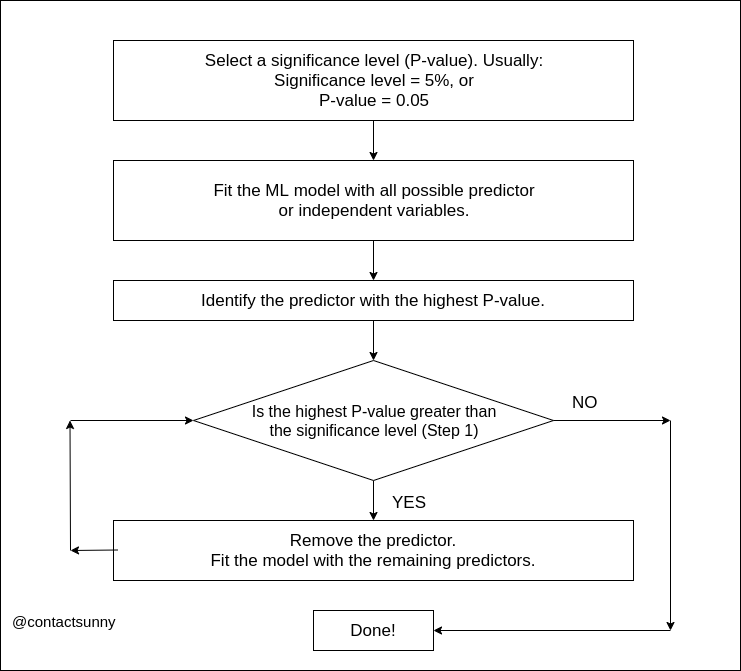 Select a significance level (P-value). Usually:
Significance level = 5%, or
P-value = 0.05
Fit the ML model with all possible predictor
or independent variables.
Identify the predictor with the highest P-value.
Is the highest P-value greater than
the significance level (Step 1)
NO
YES
Remove the predictor.
Fit the model with the remaining predictors.
Done!
@contactsunny